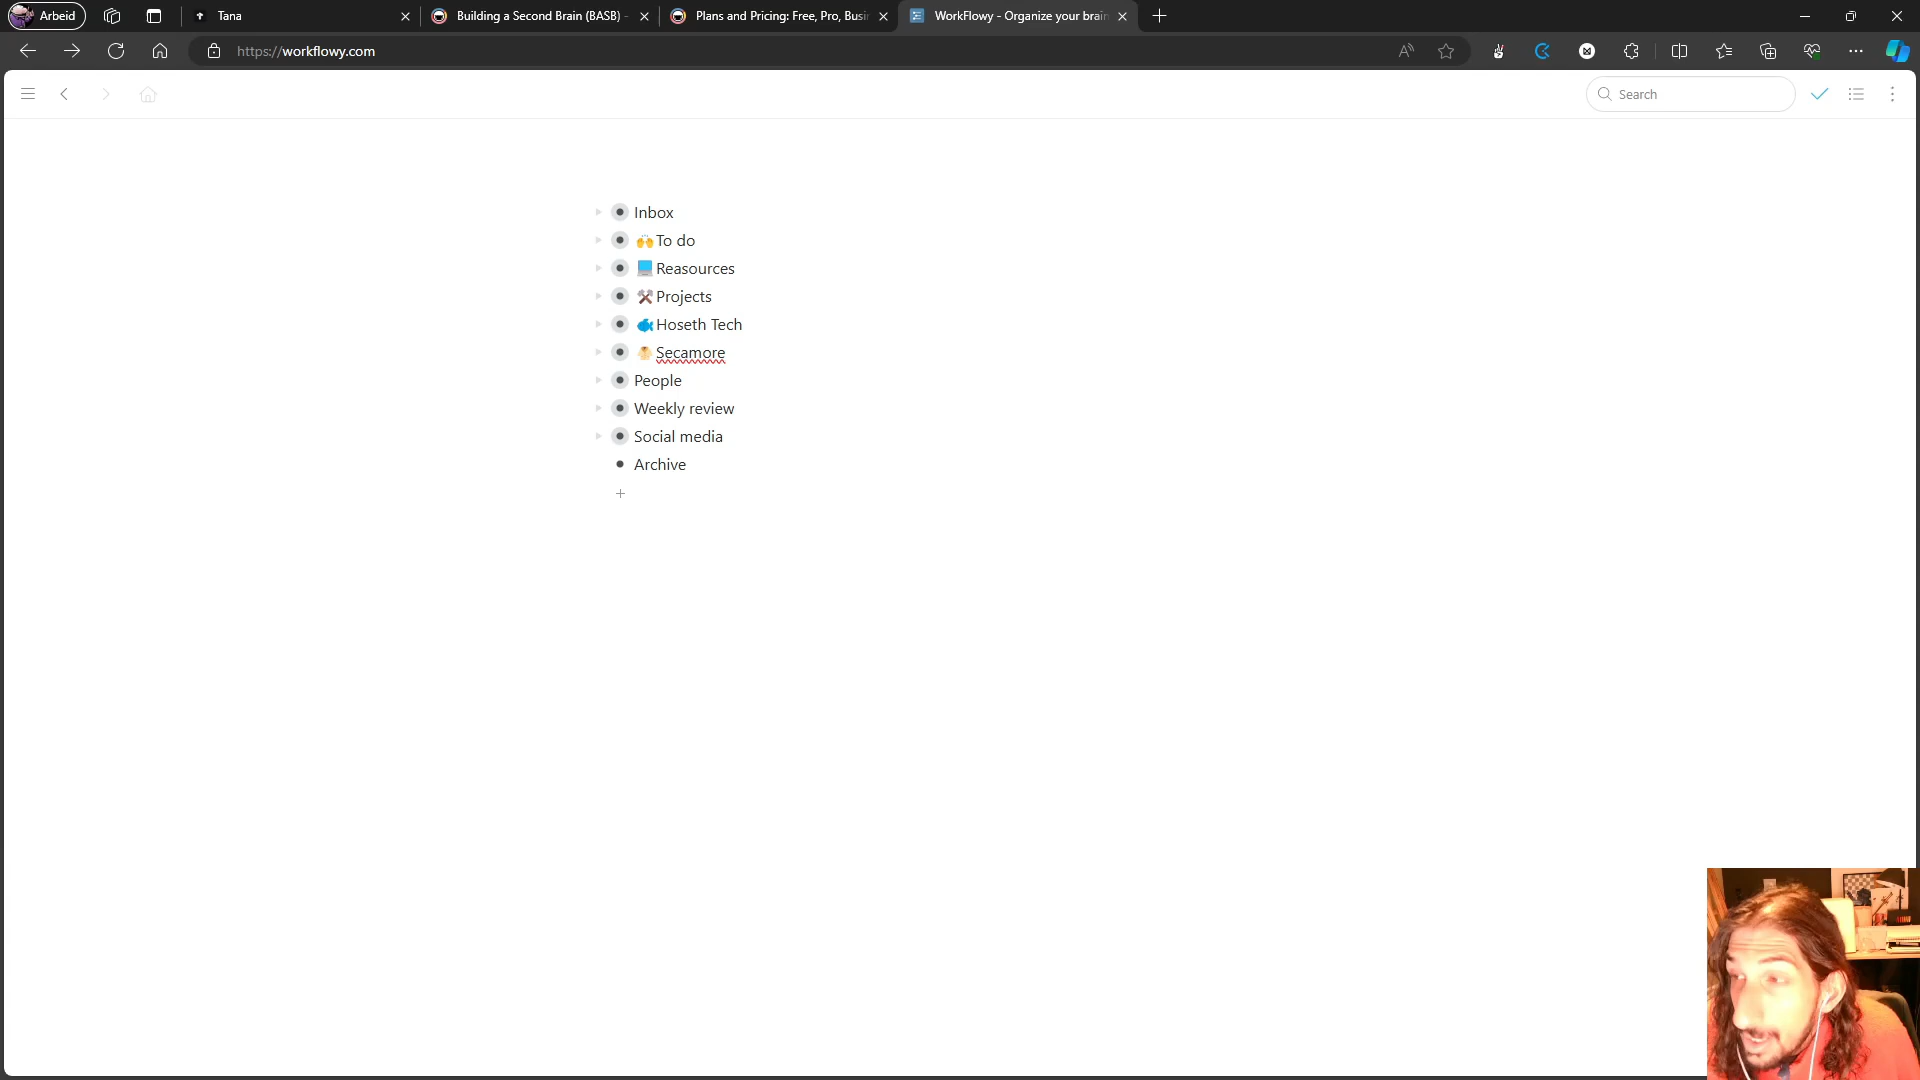 Arbeid
Tana
Building a Second Brain (BASB) -
Plans and Pricing: Free, Pro, Busi
WorkFlowy - Organize your brain
https://workflowy.com
Search
Inbox
🙌To do
💻Reasources
⚒️Projects
🐟Hoseth Tech
Secamore
People
Weekly review
Social media
Archive